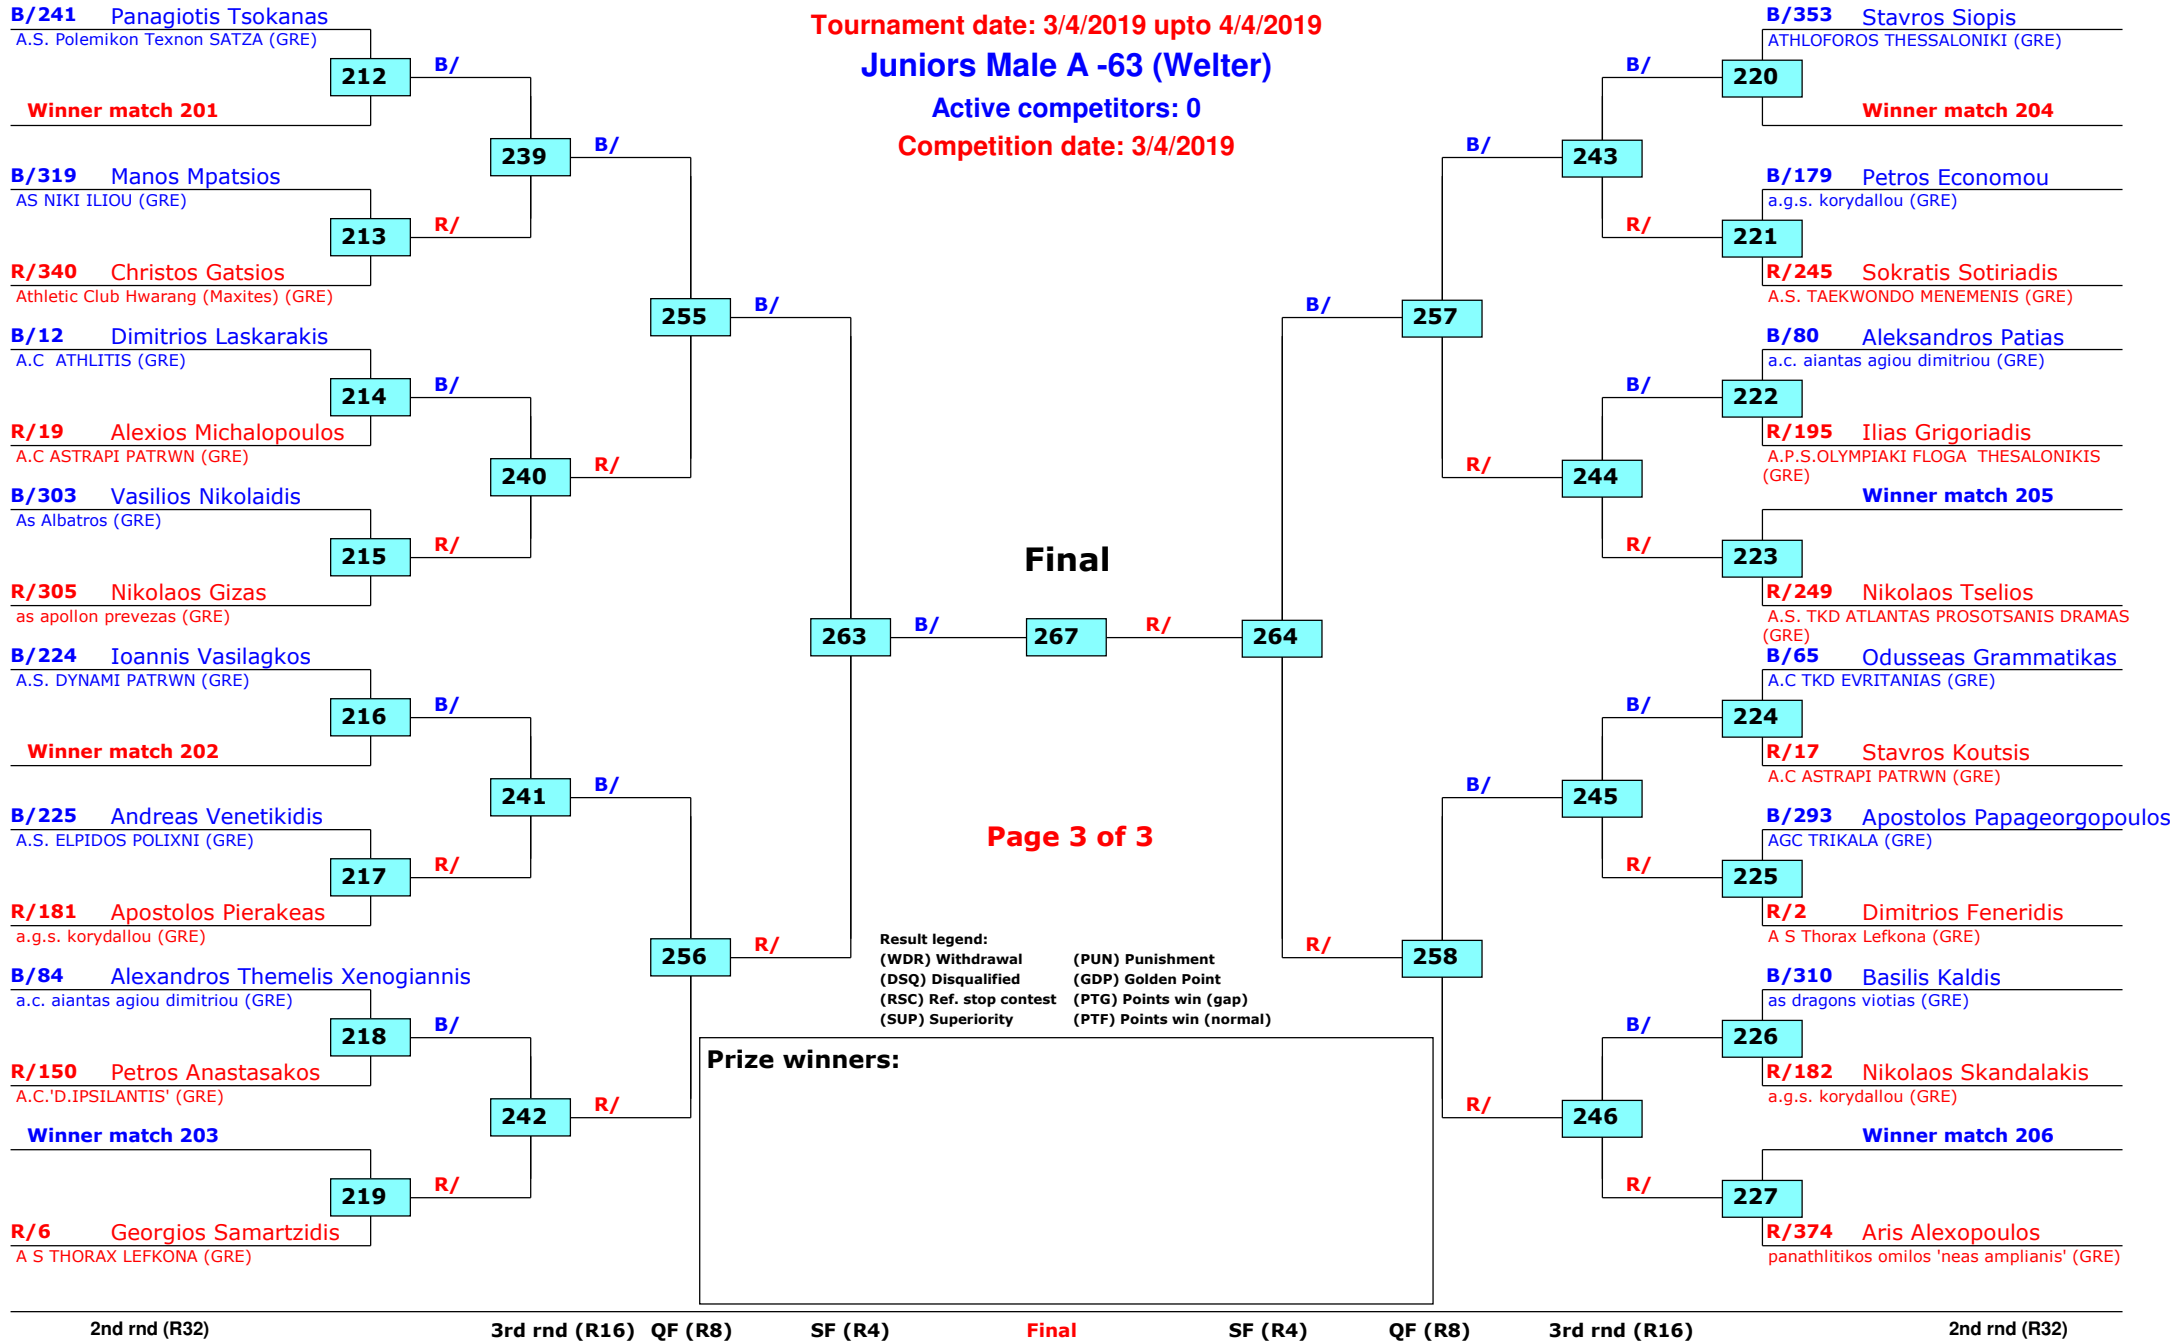 Tournament date: 3/4/2019 upto 4/4/2019
Juniors Male A -63 (Welter)
Active competitors: 0
Competition date: 3/4/2019
B/241 Panagiotis Tsokanas
A.S. Polemikon Texnon SATZA (GRE)
212
B/
Winner match 201
239
B/
B/319 Manos Mpatsios
AS NIKI ILIOU (GRE)
213
R/
R/340 Christos Gatsios
Athletic Club Hwarang (Maxites) (GRE)
255
B/
B/12 Dimitrios Laskarakis
A.C  ATHLITIS (GRE)
214
B/
R/19 Alexios Michalopoulos
A.C ASTRAPI PATRWN (GRE)
240
R/
B/303 Vasilios Nikolaidis
As Albatros (GRE)
215
R/
R/305 Nikolaos Gizas
as apollon prevezas (GRE)
263
B/
B/224 Ioannis Vasilagkos
A.S. DYNAMI PATRWN (GRE)
216
B/
Winner match 202
241
B/
B/225 Andreas Venetikidis
A.S. ELPIDOS POLIXNI (GRE)
217
R/
R/181 Apostolos Pierakeas
a.g.s. korydallou (GRE)
256
R/
B/84 Alexandros Themelis Xenogiannis
a.c. aiantas agiou dimitriou (GRE)
218
B/
R/150 Petros Anastasakos
A.C.'D.IPSILANTIS' (GRE)
242
R/
Winner match 203
219
R/
R/6 Georgios Samartzidis
A S THORAX LEFKONA (GRE)
Final
267
R/
264
Page 3 of 3
Result legend:
(WDR) Withdrawal (PUN) Punishment
(DSQ) Disqualified (GDP) Golden Point
(RSC) Ref. stop contest (PTG) Points win (gap)
(SUP) Superiority (PTF) Points win (normal)
Prize winners:
B/353 Stavros Siopis
ATHLOFOROS THESSALONIKI (GRE)
B/
220
Winner match 204
B/
243
B/179 Petros Economou
a.g.s. korydallou (GRE)
R/
221
R/245 Sokratis Sotiriadis
A.S. TAEKWONDO MENEMENIS (GRE)
B/
257
B/80 Aleksandros Patias
a.c. aiantas agiou dimitriou (GRE)
B/
222
R/195 Ilias Grigoriadis
A.P.S.OLYMPIAKI FLOGA  THESALONIKIS
(GRE)
R/
244
Winner match 205
R/
223
R/249 Nikolaos Tselios
A.S. TKD ATLANTAS PROSOTSANIS DRAMAS
(GRE)
B/65 Odusseas Grammatikas
A.C TKD EVRITANIAS (GRE)
B/
224
R/17 Stavros Koutsis
A.C ASTRAPI PATRWN (GRE)
B/
245
B/293 Apostolos Papageorgopoulos
AGC TRIKALA (GRE)
R/
225
R/2 Dimitrios Feneridis
A S Thorax Lefkona (GRE)
R/
258
B/310 Basilis Kaldis
as dragons viotias (GRE)
B/
226
R/182 Nikolaos Skandalakis
a.g.s. korydallou (GRE)
R/
246
Winner match 206
R/
227
R/374 Aris Alexopoulos
panathlitikos omilos 'neas amplianis' (GRE)
2nd rnd (R32) 3rd rnd (R16) QF (R8) SF (R4) Final SF (R4) QF (R8) 3rd rnd (R16) 2nd rnd (R32)